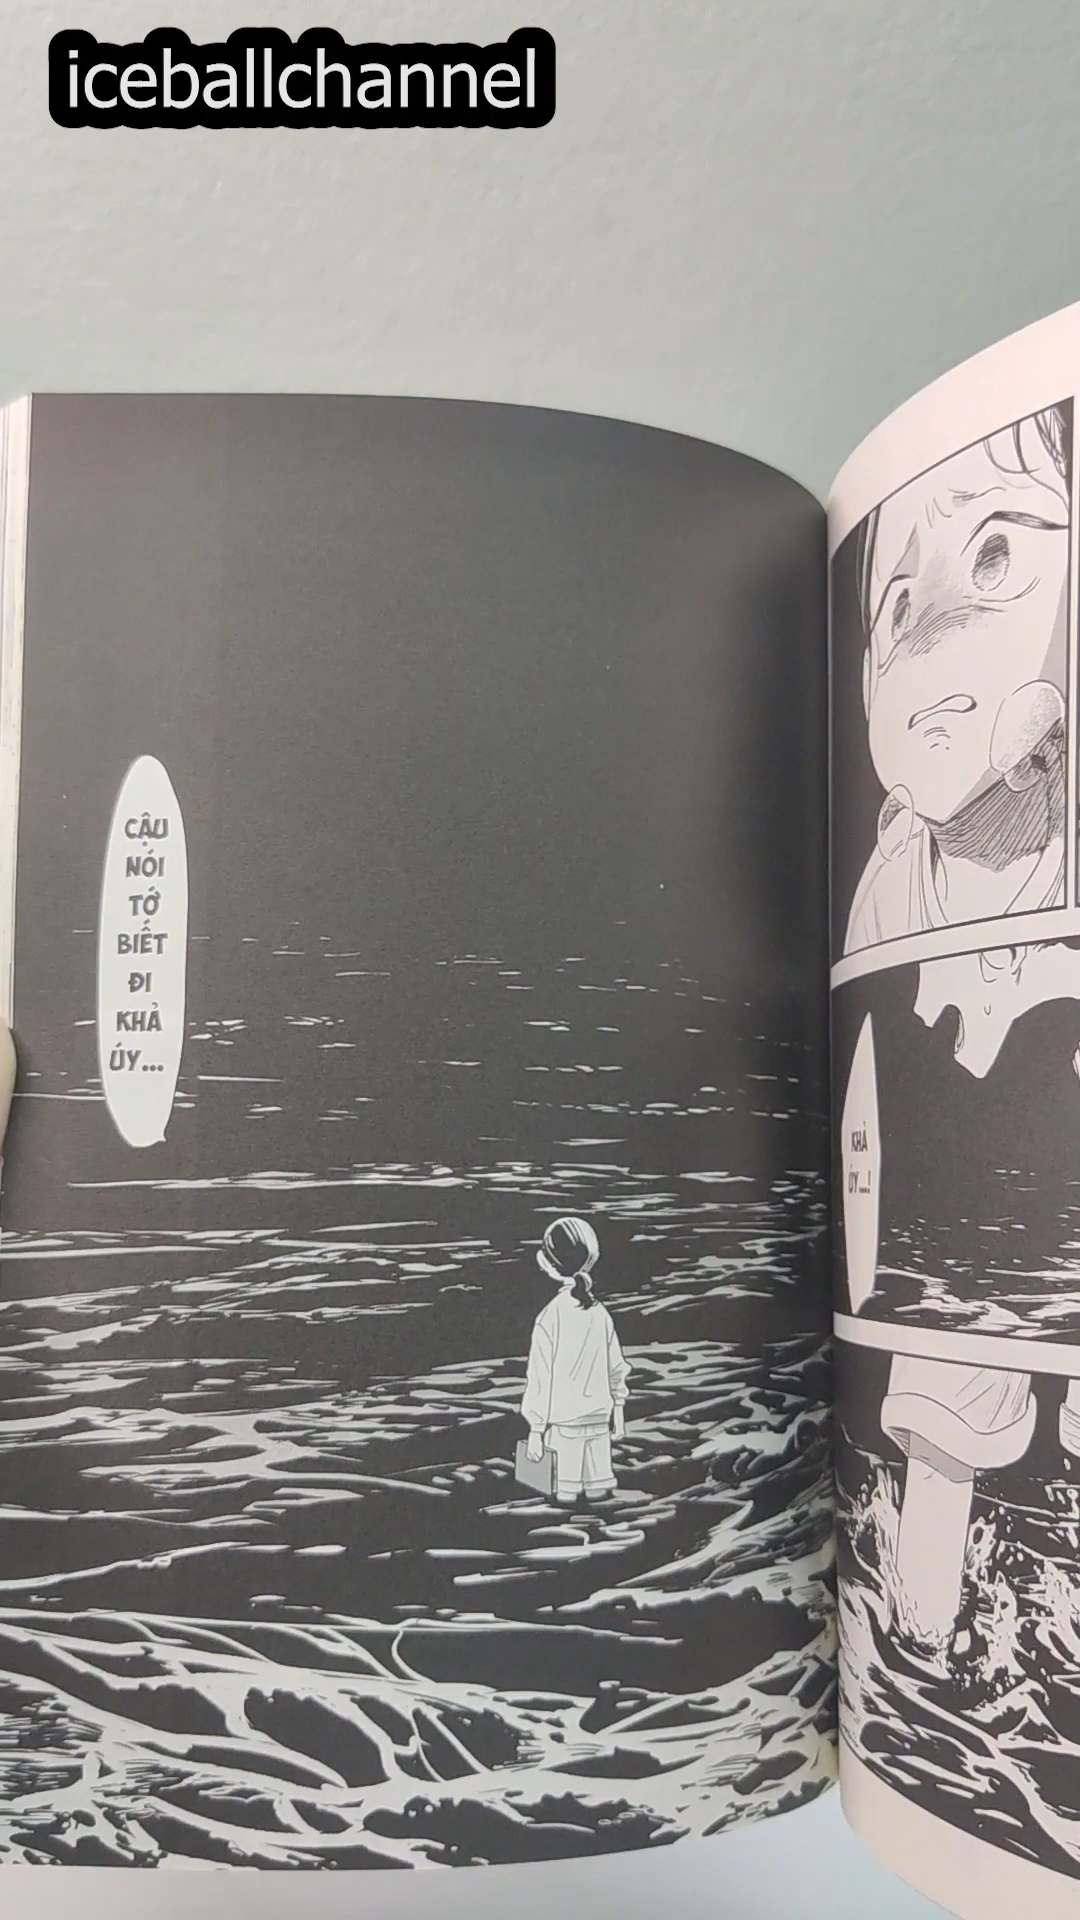 iceballchannel
CẬU
NÓI
TỚ
BIẾT
ĐI
KHẢ
ÚY...
KHẢ
ÚY...!